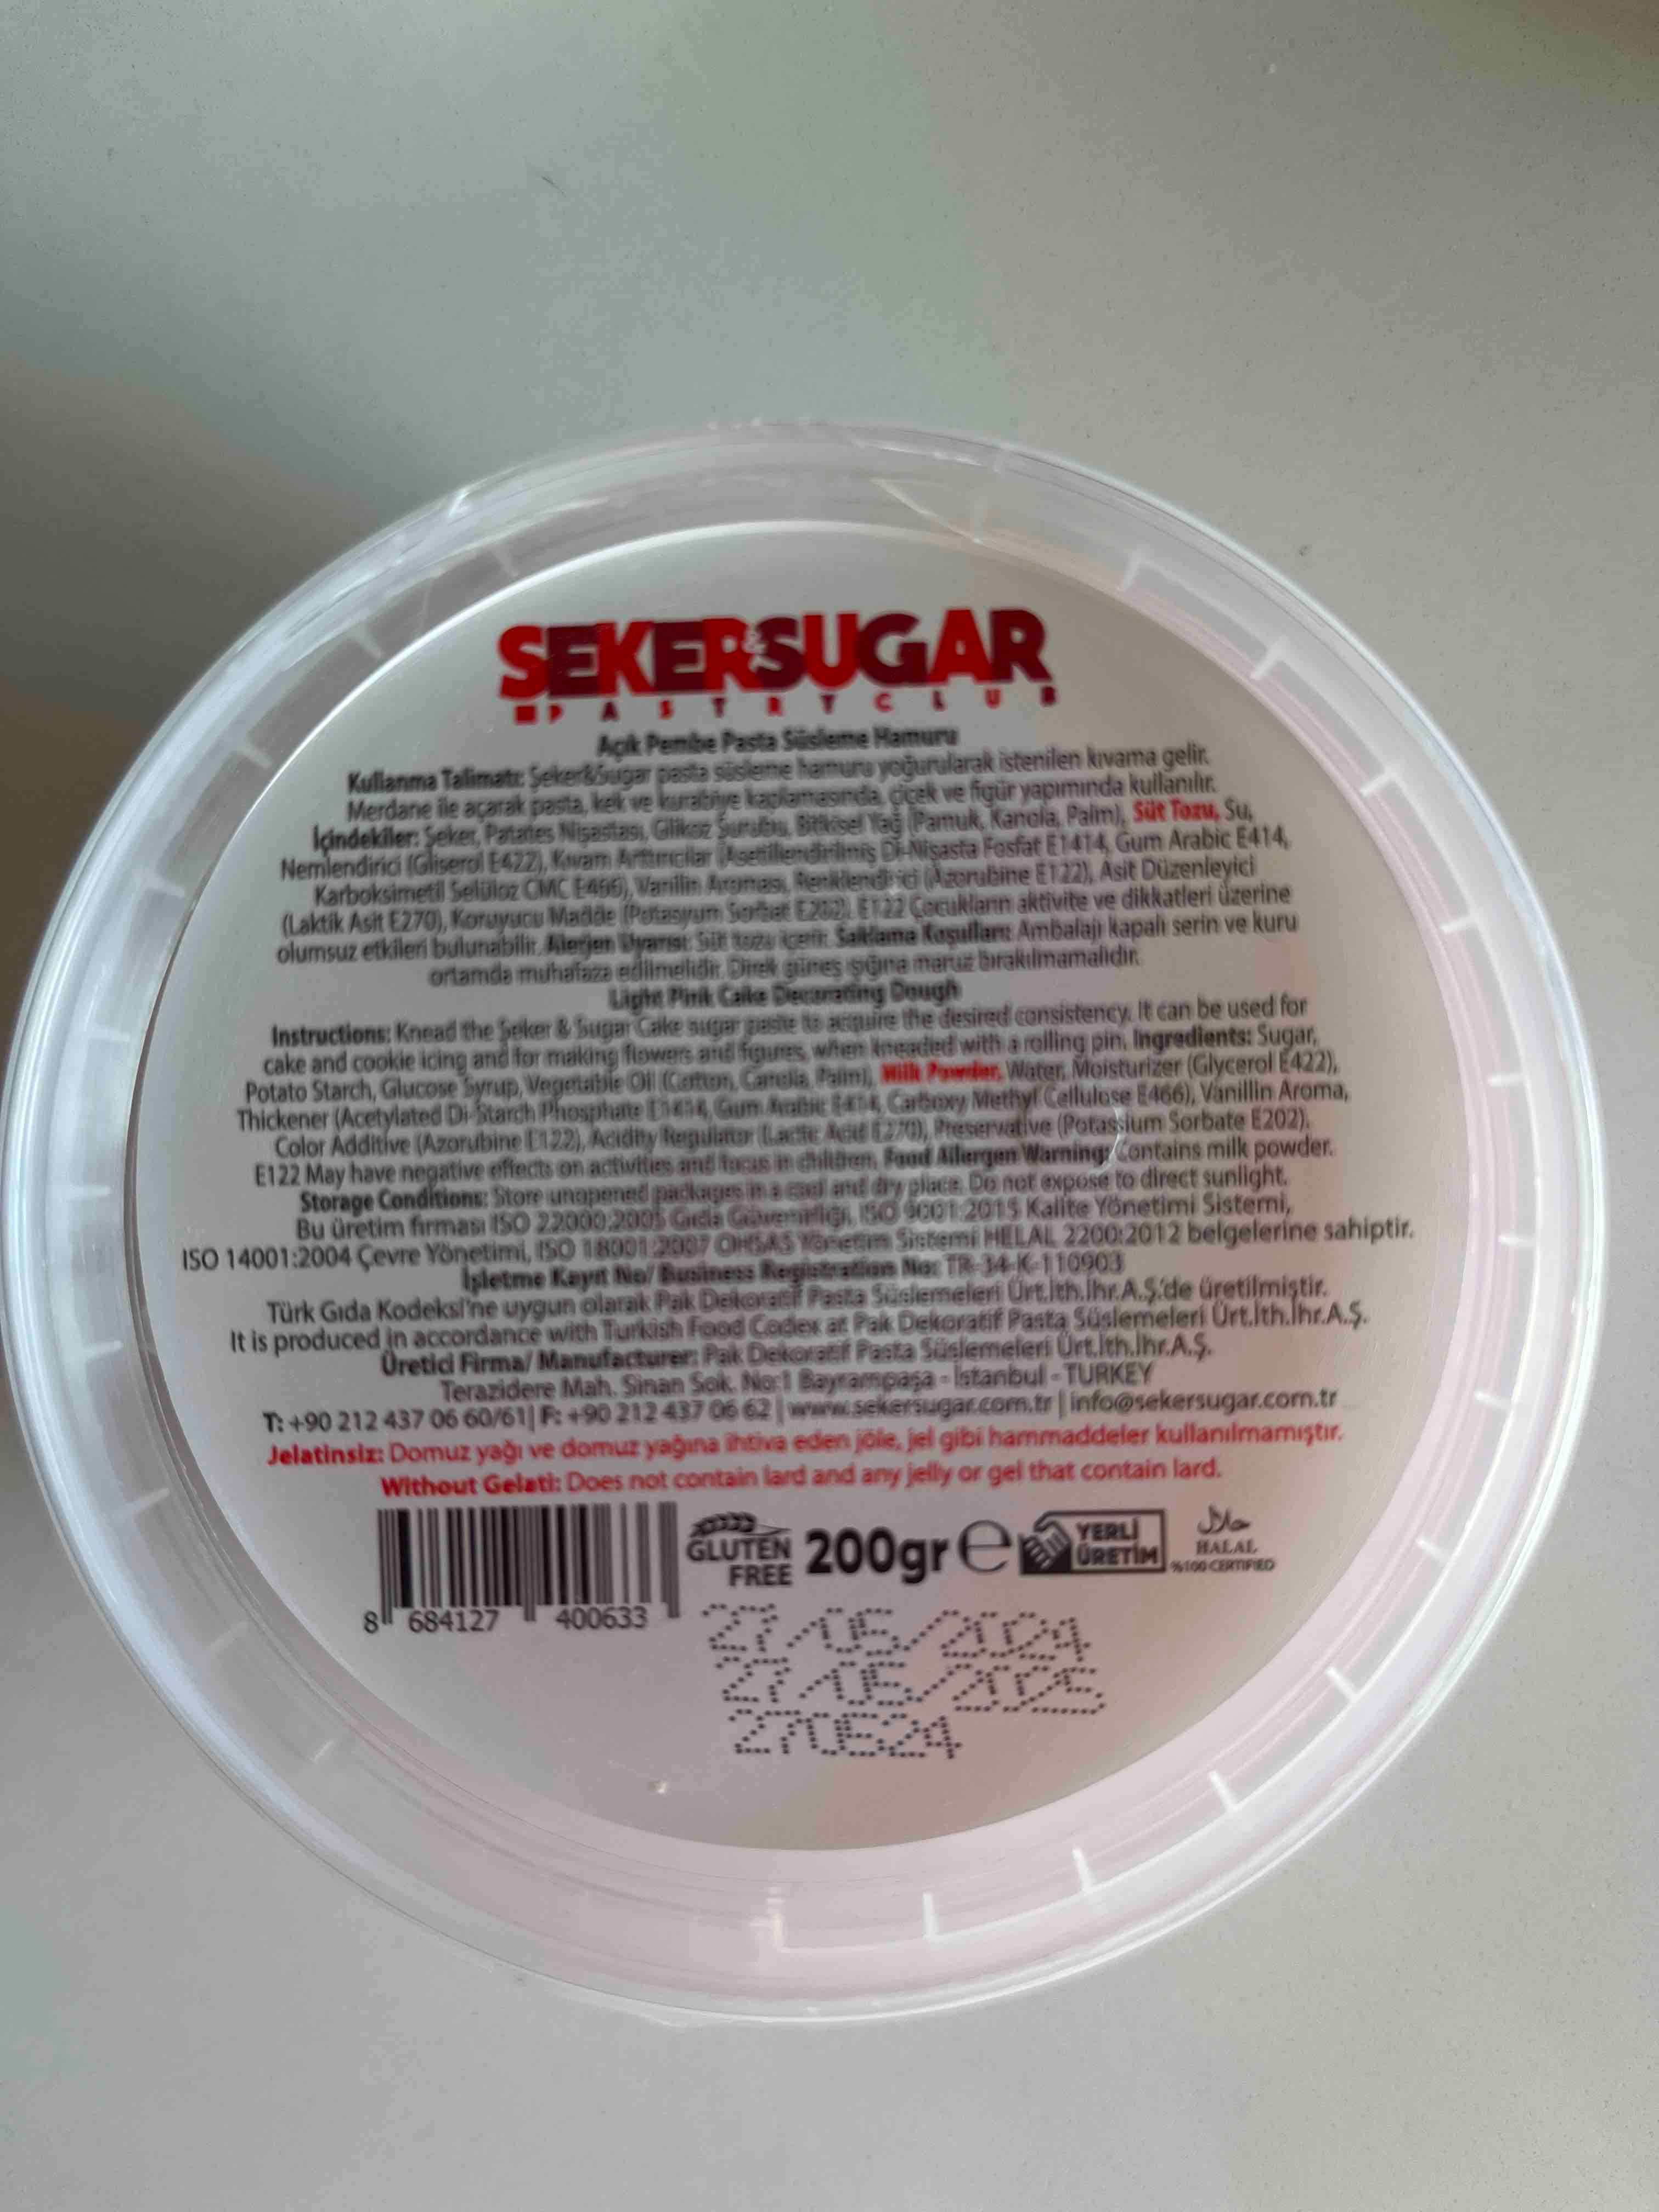 SEKER&SUGAR
PASTRYCLUB
Açık Pembe Pasta Süsleme Hamuru
Kullanma Talimatı: Şeker&Sugar pasta süsleme hamuru yoğurularak istenilen kıvama gelir.
Merdane ile açarak pasta, kek ve kurabiye kaplamasında, çiçek ve figür yapımında kullanılır.
İçindekiler: Şeker, Patates Nişastası, Glikoz Şurubu, Bitkisel Yağ (Pamuk, Kanola, Palm), Süt Tozu, Su,
Nemlendirici (Gliserol E422), Kıvam Arttırıcılar (Asetillendirilmiş Di-Nişasta Fosfat E1414, Gum Arabic E414,
Karboksimetil Selüloz CMC E466), Vanilin Aroması, Renklendirici (Azorubine E122), Asit Düzenleyici
(Laktik Asit E270), Koruyucu Madde (Potasyum Sorbat E202). E122 Çocukların aktivite ve dikkatleri üzerine
olumsuz etkileri bulunabilir. Alerjen Uyarısı: Süt tozu içerir. Saklama Koşulları: Ambalajı kapalı serin ve kuru
ortamda muhafaza edilmelidir. Direk güneş ışığına maruz bırakılmamalıdır.
Light Pink Cake Decorating Dough
Instructions: Knead the Şeker & Sugar Cake sugar paste to acquire the desired consistency. It can be used for
cake and cookie icing and for making flowers and figures, when kneaded with a rolling pin. Ingredients: Sugar,
Potato Starch, Glucose Syrup, Vegetable Oil (Cotton, Canola, Palm), Milk Powder, Water, Moisturizer (Glycerol E422),
Thickener (Acetylated Di-Starch Phosphate E1414, Gum Arabic E414, Carboxy Methyl Cellulose E466), Vanillin Aroma,
Color Additive (Azorubine E122), Acidity Regulator (Lactic Acid E270), Preservative (Potassium Sorbate E202).
E122 May have negative effects on activities and focus in children. Food Allergen Warning: Contains milk powder.
Storage Conditions: Store unopened packages in a cool and dry place. Do not expose to direct sunlight.
Bu üretim firması ISO 22000:2005 Gıda Güvenirliği, ISO 9001:2015 Kalite Yönetimi Sistemi,
ISO 14001:2004 Çevre Yönetimi, ISO 18001:2007 OHSAS Yönetim Sistemi HELAL 2200:2012 belgelerine sahiptir.
İşletme Kayıt No/ Business Registration No: TR-34-K-110903
Türk Gıda Kodeksi'ne uygun olarak Pak Dekoratif Pasta Süslemeleri Ürt.İth.İhr.A.Ş.'de üretilmiştir.
It is produced in accordance with Turkish Food Codex at Pak Dekoratif Pasta Süslemeleri Ürt.İth.İhr.A.Ş.
Üretici Firma/ Manufacturer: Pak Dekoratif Pasta Süslemeleri Ürt.İth.İhr.A.Ş.
Terazidere Mah. Sinan Sok. No:1 Bayrampaşa - İstanbul - TURKEY
T: +90 212 437 06 60/61| F: +90 212 437 06 62 | www.sekersugar.com.tr | info@sekersugar.com.tr
Jelatinsiz: Domuz yağı ve domuz yağına ihtiva eden jöle, jel gibi hammaddeler kullanılmamıştır.
Without Gelati: Does not contain lard and any jelly or gel that contain lard.
GLUTEN FREE 200gr e YERLİ ÜRETİM حلال HALAL %100 CERTIFIED
8 684127 400633
27/05/2024
27/05/2025
270524